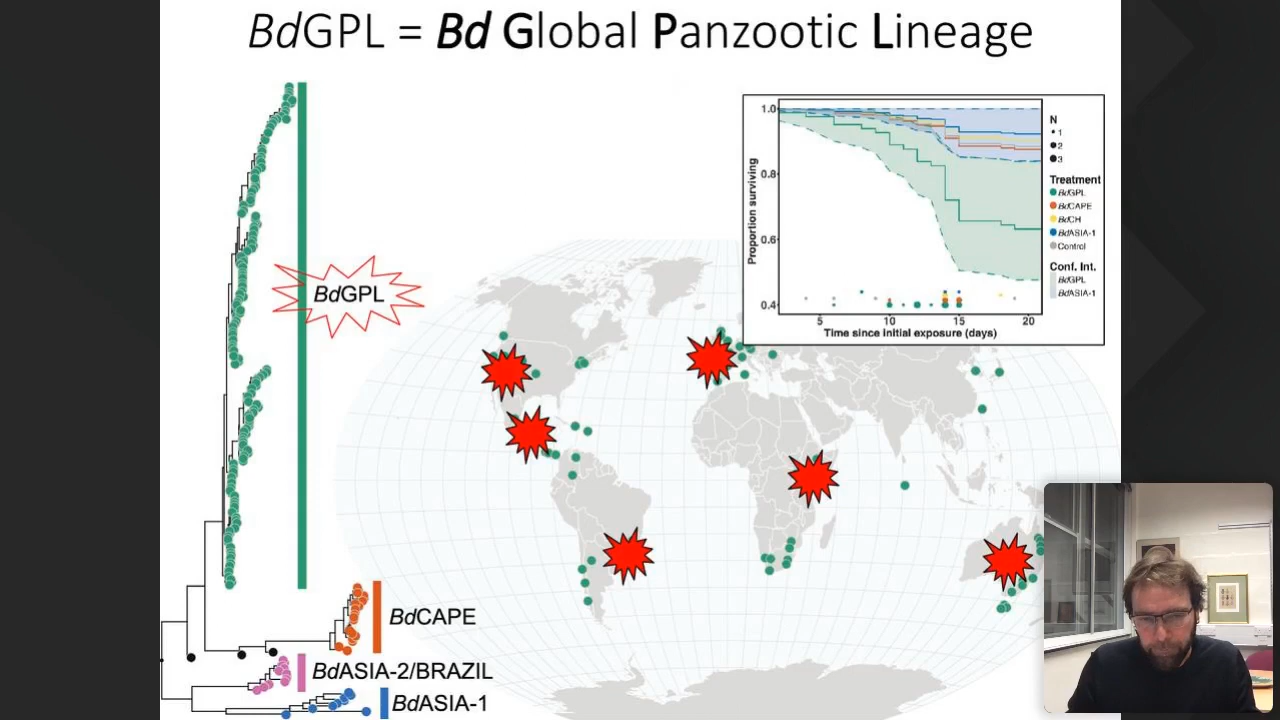 BdGPL = Bd Global Panzootic Lineage
BdGPL
BdCAPE
BdASIA-2/BRAZIL
BdASIA-1
Proportion surviving
1.0
0.8
0.6
0.4
5
10
15
20
Time since initial exposure (days)
N
1
2
3
Treatment
BdGPL
BdCAPE
BdCH
BdASIA-1
Control
Conf. Int.
BdGPL
BdASIA-1